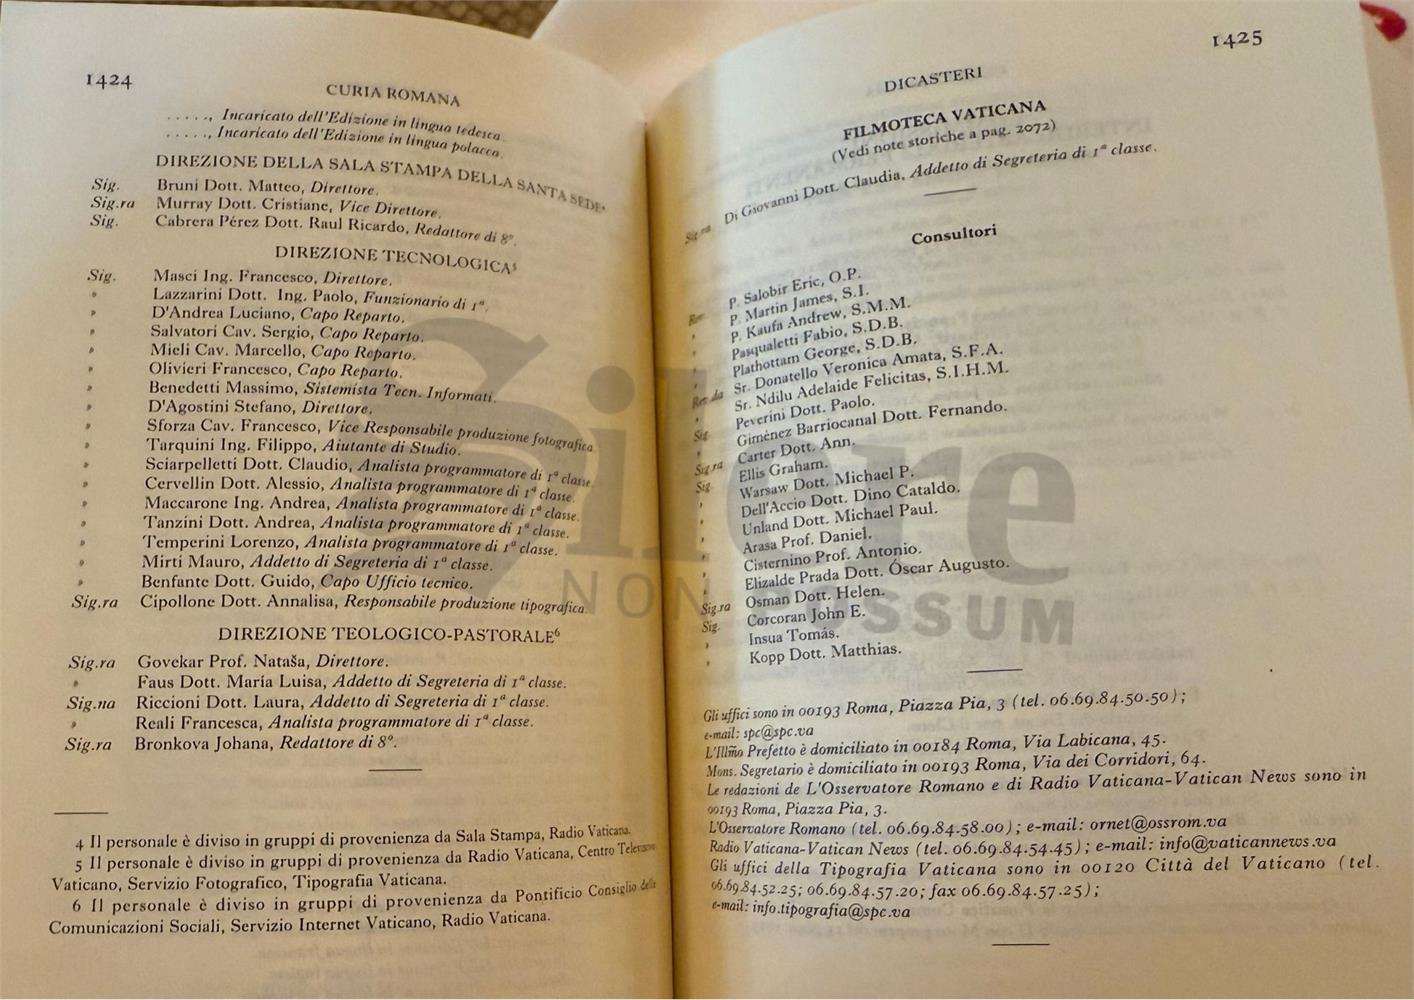 1424
CURIA ROMANA
. . . . ., Incaricato dell'Edizione in lingua tedesca.
. . . . ., Incaricato dell'Edizione in lingua polacca.
DIREZIONE DELLA SALA STAMPA DELLA SANTA SEDE⁴
Sig. Bruni Dott. Matteo, Direttore.
Sig.ra Murray Dott. Cristiane, Vice Direttore.
Sig. Cabrera Pérez Dott. Raul Ricardo, Redattore di 8º.
DIREZIONE TECNOLOGICA⁵
Sig. Masci Ing. Francesco, Direttore.
» Lazzarini Dott. Ing. Paolo, Funzionario di 1ª.
» D'Andrea Luciano, Capo Reparto.
» Salvatori Cav. Sergio, Capo Reparto.
» Mieli Cav. Marcello, Capo Reparto.
» Olivieri Francesco, Capo Reparto.
» Benedetti Massimo, Sistemista Tecn. Informati.
» D'Agostini Stefano, Direttore.
» Sforza Cav. Francesco, Vice Responsabile produzione fotografica.
» Tarquini Ing. Filippo, Aiutante di Studio.
» Sciarpelletti Dott. Claudio, Analista programmatore di 1ª classe.
» Cervellin Dott. Alessio, Analista programmatore di 1ª classe.
» Maccarone Ing. Andrea, Analista programmatore di 1ª classe.
» Tanzini Dott. Andrea, Analista programmatore di 1ª classe.
» Temperini Lorenzo, Analista programmatore di 1ª classe.
» Mirti Mauro, Addetto di Segreteria di 1ª classe.
» Benfante Dott. Guido, Capo Ufficio tecnico.
Sig.ra Cipollone Dott. Annalisa, Responsabile produzione tipografica.
DIREZIONE TEOLOGICO-PASTORALE⁶
Sig.ra Govekar Prof. Nataša, Direttore.
» Faus Dott. María Luisa, Addetto di Segreteria di 1ª classe.
Sig.na Riccioni Dott. Laura, Addetto di Segreteria di 1ª classe.
» Reali Francesca, Analista programmatore di 1ª classe.
Sig.ra Bronkova Johana, Redattore di 8º.
4 Il personale è diviso in gruppi di provenienza da Sala Stampa, Radio Vaticana.
5 Il personale è diviso in gruppi di provenienza da Radio Vaticana, Centro Televisivo
Vaticano, Servizio Fotografico, Tipografia Vaticana.
6 Il personale è diviso in gruppi di provenienza da Pontificio Consiglio delle
Comunicazioni Sociali, Servizio Internet Vaticano, Radio Vaticana.
1425
DICASTERI
FILMOTECA VATICANA
(Vedi note storiche a pag. 2072)
Sig.ra Di Giovanni Dott. Claudia, Addetto di Segreteria di 1ª classe.
Consultori
P. Salobir Eric, O.P.
Rev. P. Martin James, S.I.
» P. Kaufa Andrew, S.M.M.
» Pasqualetti Fabio, S.D.B.
» Plathottam George, S.D.B.
Rev.da Sr. Donatello Veronica Amata, S.F.A.
» Sr. Ndilu Adelaide Felicitas, S.I.H.M.
Sig. Peverini Dott. Paolo.
» Giménez Barriocanal Dott. Fernando.
Sig.ra Carter Dott. Ann.
Sig. Ellis Graham.
» Warsaw Dott. Michael P.
» Dell'Accio Dott. Dino Cataldo.
» Unland Dott. Michael Paul.
» Arasa Prof. Daniel.
» Cisternino Prof. Antonio.
» Elizalde Prada Dott. Óscar Augusto.
Sig.ra Osman Dott. Helen.
Sig. Corcoran John E.
» Insua Tomás.
» Kopp Dott. Matthias.
Gli uffici sono in 00193 Roma, Piazza Pia, 3 (tel. 06.69.84.50.50);
e-mail: spc@spc.va
L'Illṁo Prefetto è domiciliato in 00184 Roma, Via Labicana, 45.
Mons. Segretario è domiciliato in 00193 Roma, Via dei Corridori, 64.
Le redazioni de L'Osservatore Romano e di Radio Vaticana-Vatican News sono in
00193 Roma, Piazza Pia, 3.
L'Osservatore Romano (tel. 06.69.84.58.00); e-mail: ornet@ossrom.va
Radio Vaticana-Vatican News (tel. 06.69.84.54.45); e-mail: info@vaticannews.va
Gli uffici della Tipografia Vaticana sono in 00120 Città del Vaticano (tel.
06.69.84.52.25; 06.69.84.57.20; fax 06.69.84.57.25);
e-mail: info.tipografia@spc.va
Silere
NON POSSUM